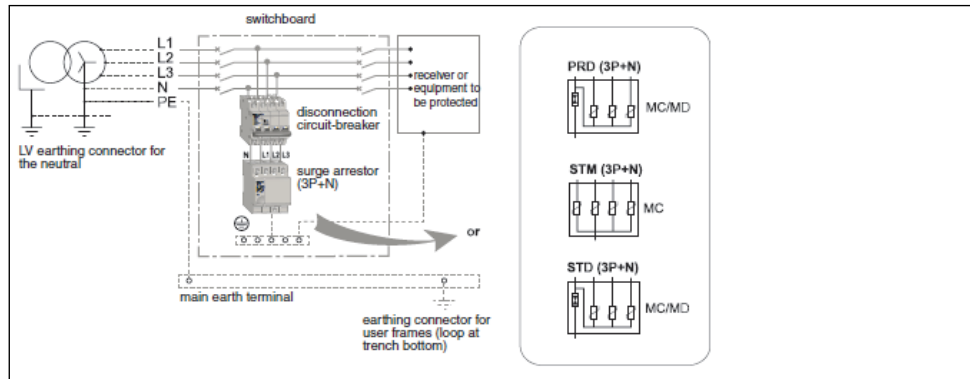 switchboard
L1
L2
L3
N
PE
LV earthing connector for
the neutral
receiver or
equipment to
be protected
disconnection
circuit-breaker
N L1 L2 L3
surge arrestor
(3P+N)
or
main earth terminal
earthing connector for
user frames (loop at
trench bottom)
PRD (3P+N)
MC/MD
STM (3P+N)
MC
STD (3P+N)
MC/MD